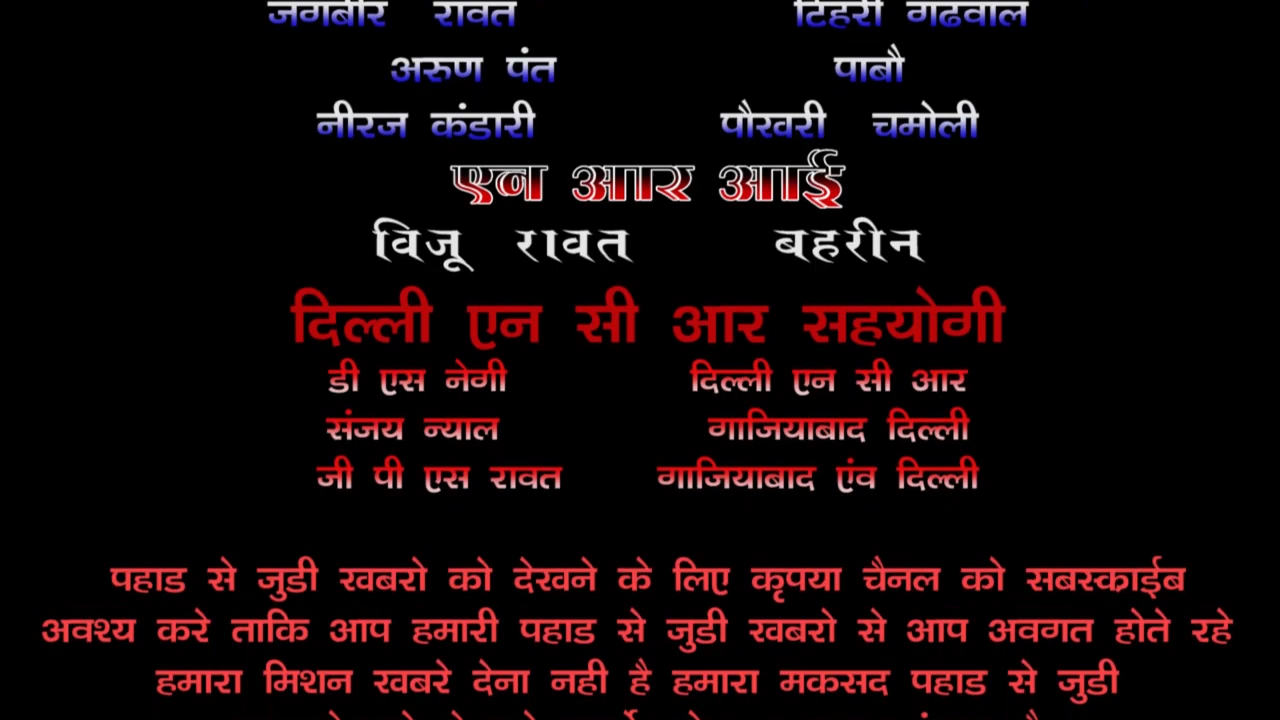 जगबीर रावत टिहरी गढवाल
अरुण पंत पाबौ
नीरज कंडारी पौखरी चमोली
एन आर आई
विजू रावत बहरीन
दिल्ली एन सी आर सहयोगी
डी एस नेगी दिल्ली एन सी आर
संजय न्याल गाजियाबाद दिल्ली
जी पी एस रावत गाजियाबाद एंव दिल्ली
पहाड से जुडी खबरो को देखने के लिए कृपया चैनल को सबस्क्राईब
अवश्य करे ताकि आप हमारी पहाड से जुडी खबरो से आप अवगत होते रहे
हमारा मिशन खबरे देना नही है हमारा मकसद पहाड से जुडी